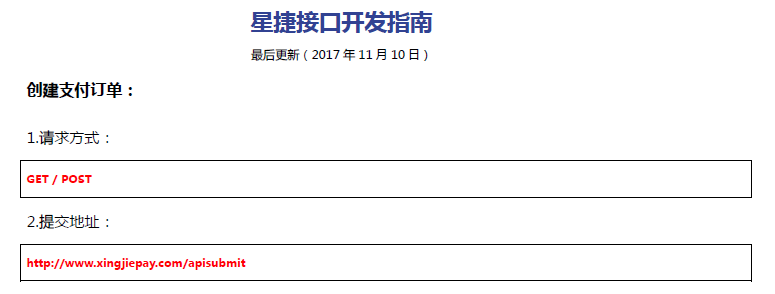 星捷接口开发指南
最后更新（2017 年 11 月 10 日）
创建支付订单：
1.请求方式：
GET / POST
2.提交地址：
http://www.xingjiepay.com/apisubmit